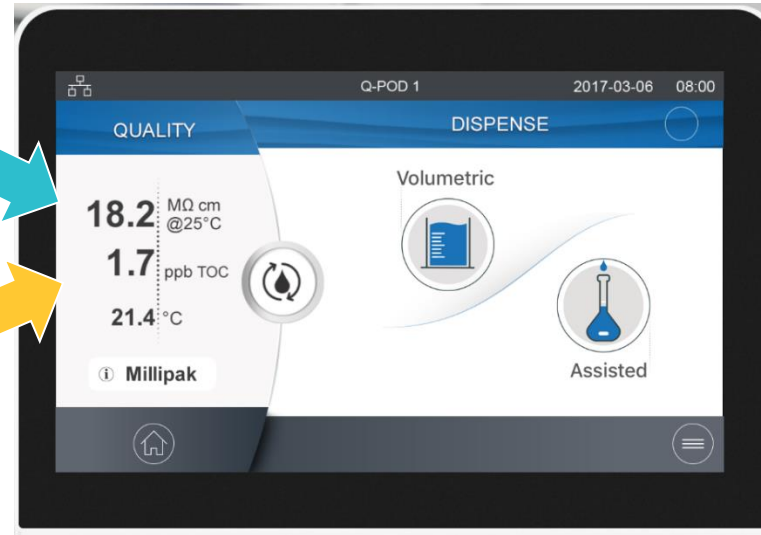 Q-POD 1 2017-03-06 08:00
QUALITY
DISPENSE
18.2 MΩ cm
@25°C
1.7 ppb TOC
21.4 °C
i Millipak
Volumetric
Assisted